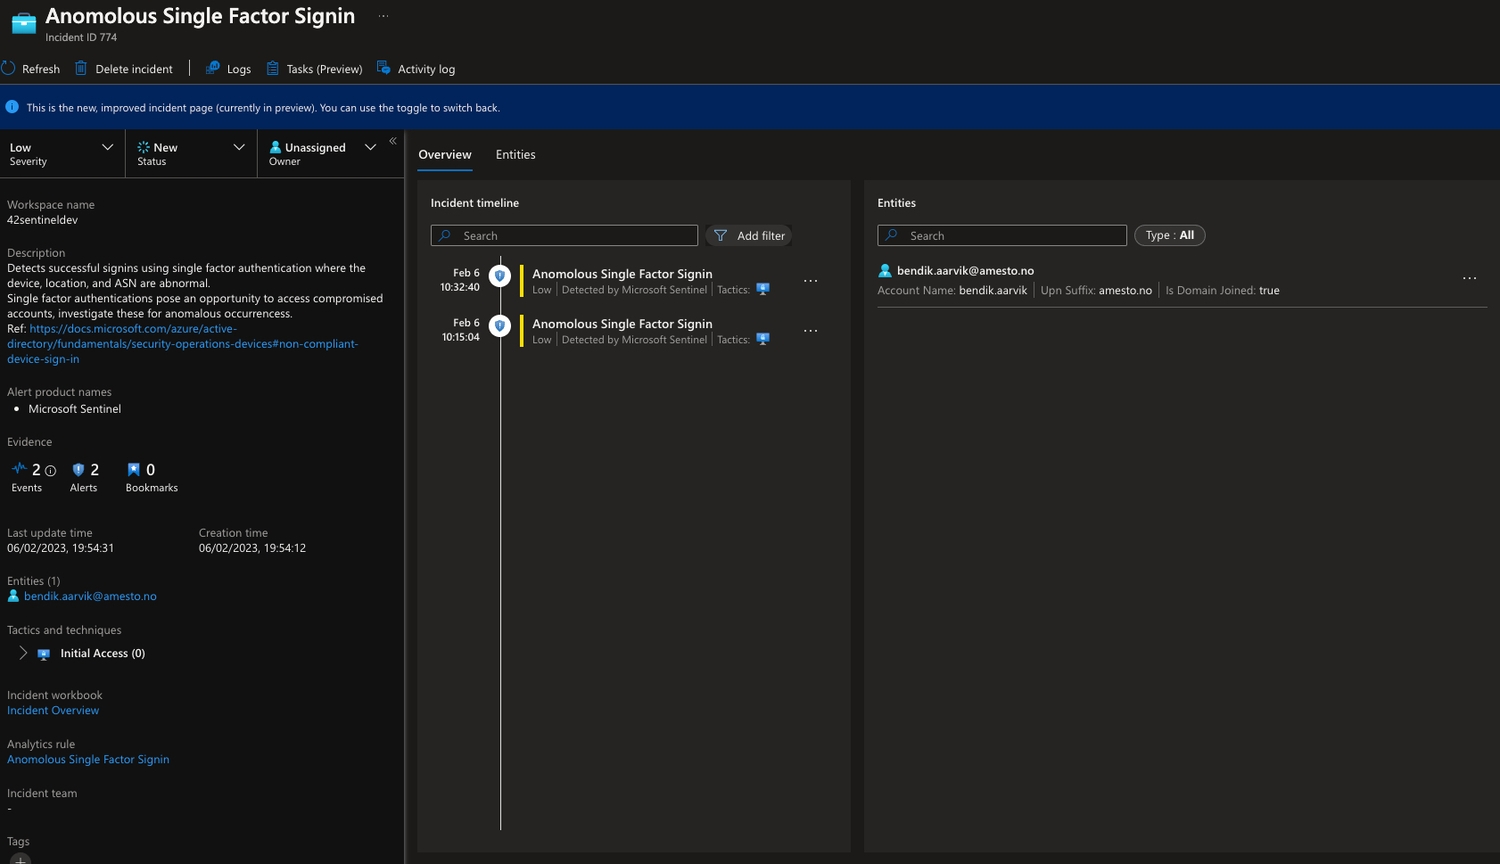 Anomolous Single Factor Signin ...
Incident ID 774
Refresh Delete incident Logs Tasks (Preview) Activity log
This is the new, improved incident page (currently in preview). You can use the toggle to switch back.
Low
Severity
New
Status
Unassigned
Owner
«
Workspace name
42sentineldev
Description
Detects successful signins using single factor authentication where the
device, location, and ASN are abnormal.
Single factor authentications pose an opportunity to access compromised
accounts, investigate these for anomalous occurrencess.
Ref: https://docs.microsoft.com/azure/active-
directory/fundamentals/security-operations-devices#non-compliant-
device-sign-in
Alert product names
• Microsoft Sentinel
Evidence
2 2 0
Events Alerts Bookmarks
Last update time Creation time
06/02/2023, 19:54:31 06/02/2023, 19:54:12
Entities (1)
bendik.aarvik@amesto.no
Tactics and techniques
Initial Access (0)
Incident workbook
Incident Overview
Analytics rule
Anomolous Single Factor Signin
Incident team
-
Tags
+
Overview Entities
Incident timeline
Search Add filter
Feb 6
10:32:40
Anomolous Single Factor Signin
Low | Detected by Microsoft Sentinel | Tactics:
...
Feb 6
10:15:04
Anomolous Single Factor Signin
Low | Detected by Microsoft Sentinel | Tactics:
...
Entities
Search Type : All
bendik.aarvik@amesto.no
Account Name: bendik.aarvik | Upn Suffix: amesto.no | Is Domain Joined: true
...